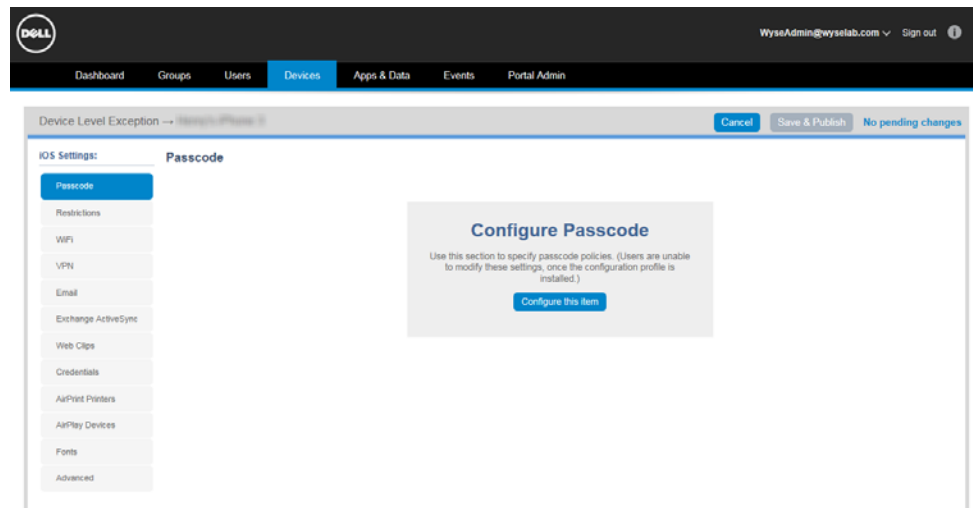 DELL
WyseAdmin@wyselab.com Sign out
Dashboard Groups Users Devices Apps & Data Events Portal Admin
Device Level Exception →
Cancel Save & Publish No pending changes
iOS Settings:
Passcode
Passcode
Restrictions
WiFi
VPN
Email
Exchange ActiveSync
Web Clips
Credentials
AirPrint Printers
AirPlay Devices
Fonts
Advanced
Configure Passcode
Use this section to specify passcode policies. (Users are unable
to modify these settings, once the configuration profile is
installed.)
Configure this item